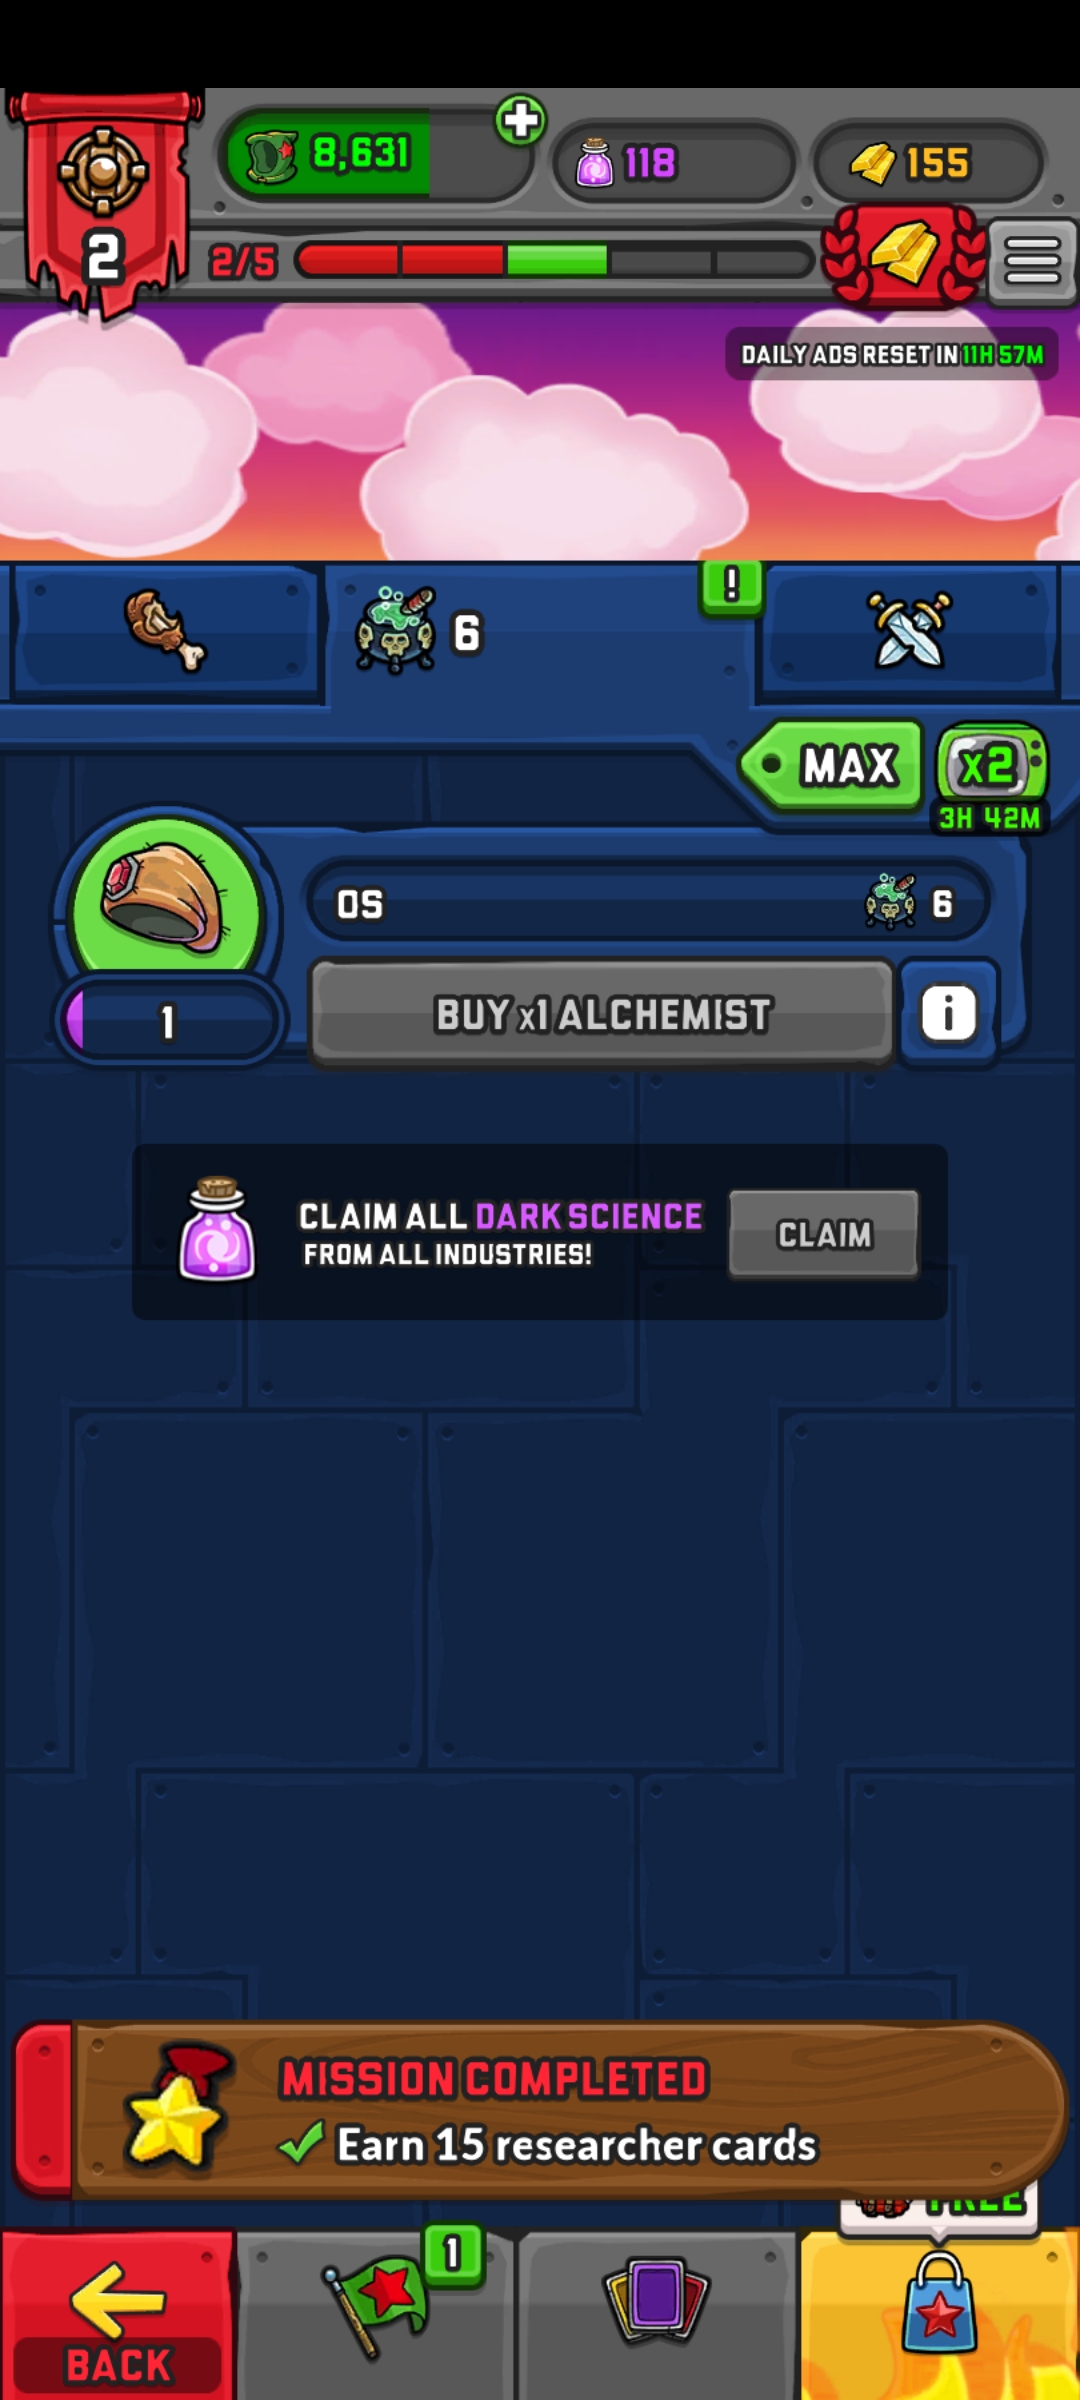 8,631
118
155
2
2/5
DAILY ADS RESET IN 11H 57M
6
!
MAX
x2
3H 42M
0S
6
1
BUY x1 ALCHEMIST
i
CLAIM ALL DARK SCIENCE
FROM ALL INDUSTRIES!
CLAIM
MISSION COMPLETED
Earn 15 researcher cards
FREE
1
BACK